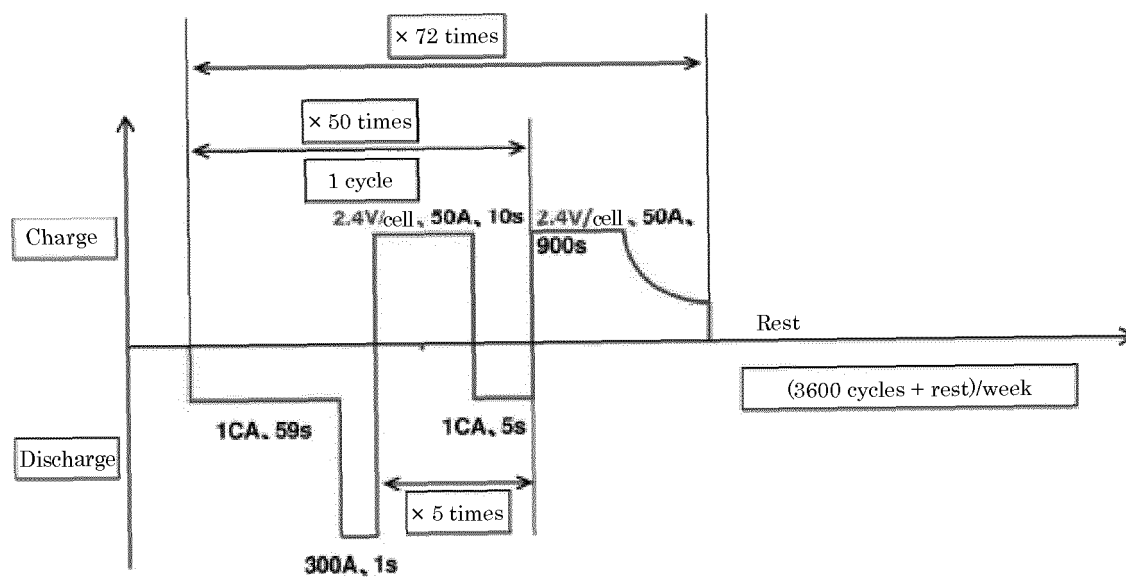 × 72 times
× 50 times
1 cycle
2.4V/cell、50A、10s
2.4V/cell、50A、
900s
Charge
Rest
(3600 cycles + rest)/week
1CA、59s
1CA、5s
Discharge
× 5 times
300A、1s